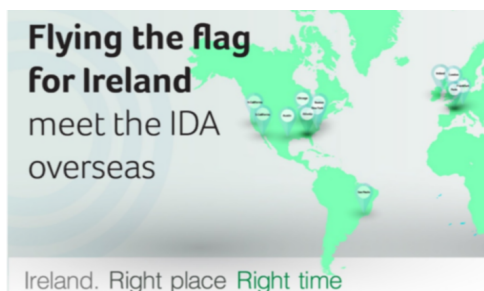 Flying the flag
for Ireland
meet the IDA
overseas
Ireland. Right place Right time